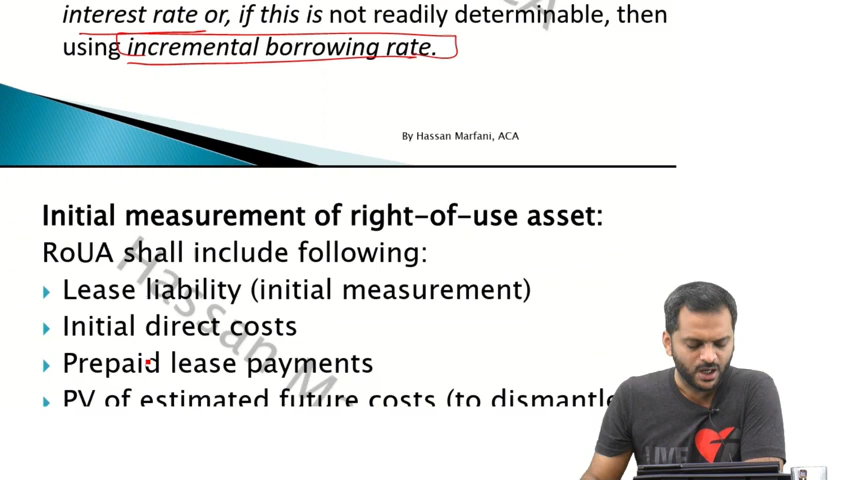 interest rate or, if this is not readily determinable, then
using incremental borrowing rate.
By Hassan Marfani, ACA
Initial measurement of right-of-use asset:
RoUA shall include following:
Lease liability (initial measurement)
Initial direct costs
Prepaid lease payments
PV of estimated future costs (to dismantle
Hassan M
LIVE